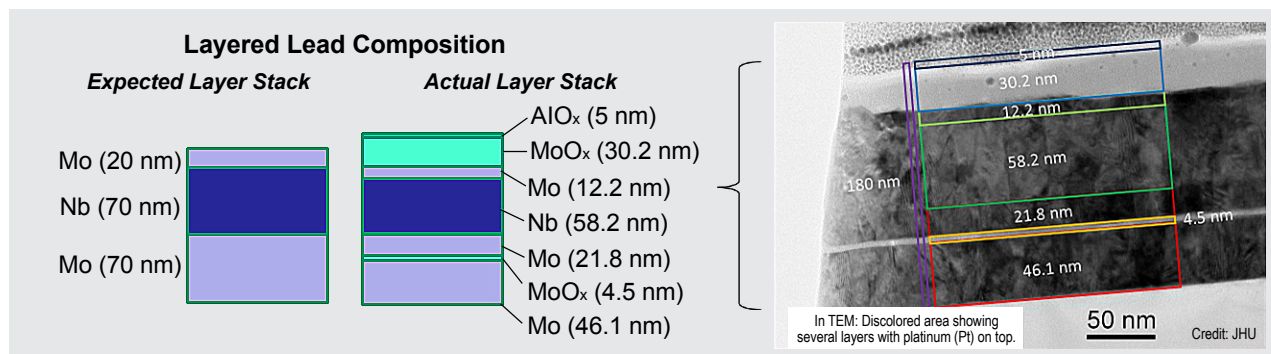 Layered Lead Composition
Expected Layer Stack
Actual Layer Stack
Mo (20 nm)
Nb (70 nm)
Mo (70 nm)
AlOx (5 nm)
MoOx (30.2 nm)
Mo (12.2 nm)
Nb (58.2 nm)
Mo (21.8 nm)
MoOx (4.5 nm)
Mo (46.1 nm)
5 nm
30.2 nm
12.2 nm
58.2 nm
180 nm
21.8 nm
4.5 nm
46.1 nm
In TEM: Discolored area showing
several layers with platinum (Pt) on top.
50 nm
Credit: JHU